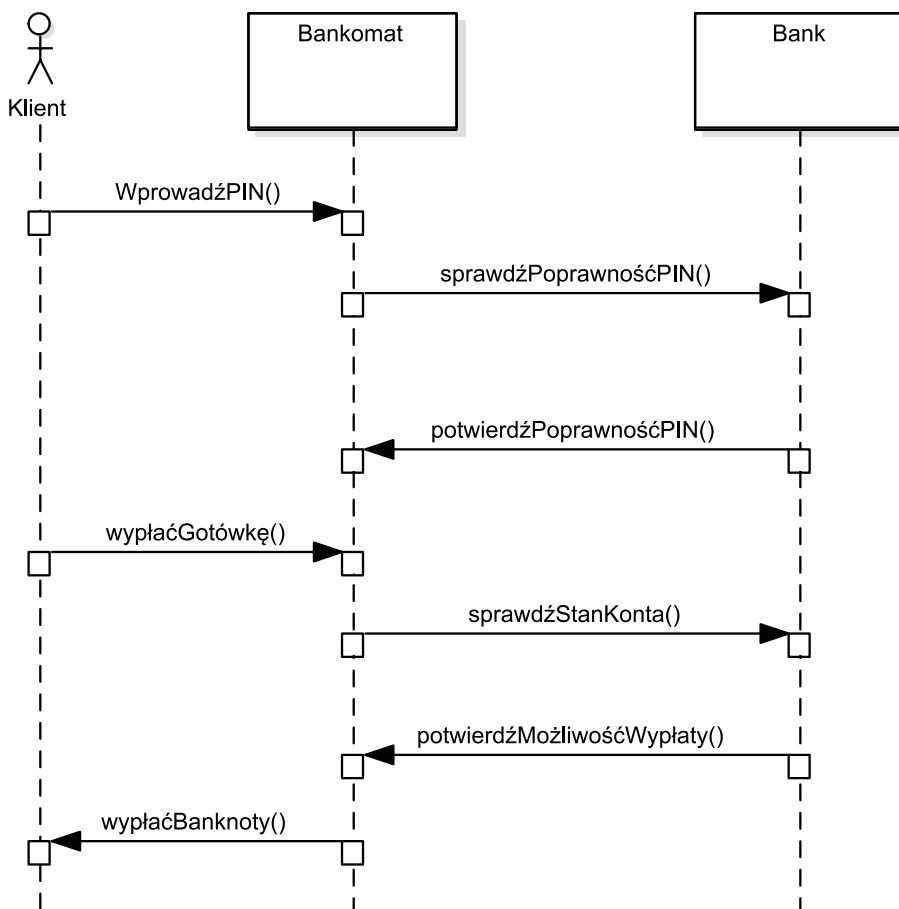 Klient
Bankomat
Bank
WprowadźPIN()
sprawdźPoprawnośćPIN()
potwierdźPoprawnośćPIN()
wypłaćGotówkę()
sprawdźStanKonta()
potwierdźMożliwośćWypłaty()
wypłaćBanknoty()